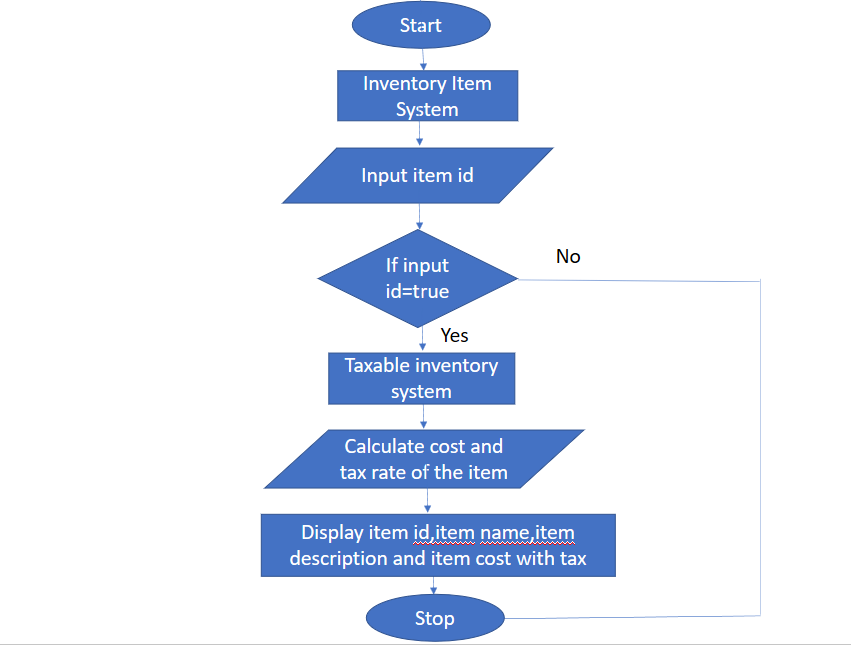 Start
Inventory Item
System
Input item id
If input
id=true
No
Yes
Taxable inventory
system
Calculate cost and
tax rate of the item
Display item id,item name,item
description and item cost with tax
Stop